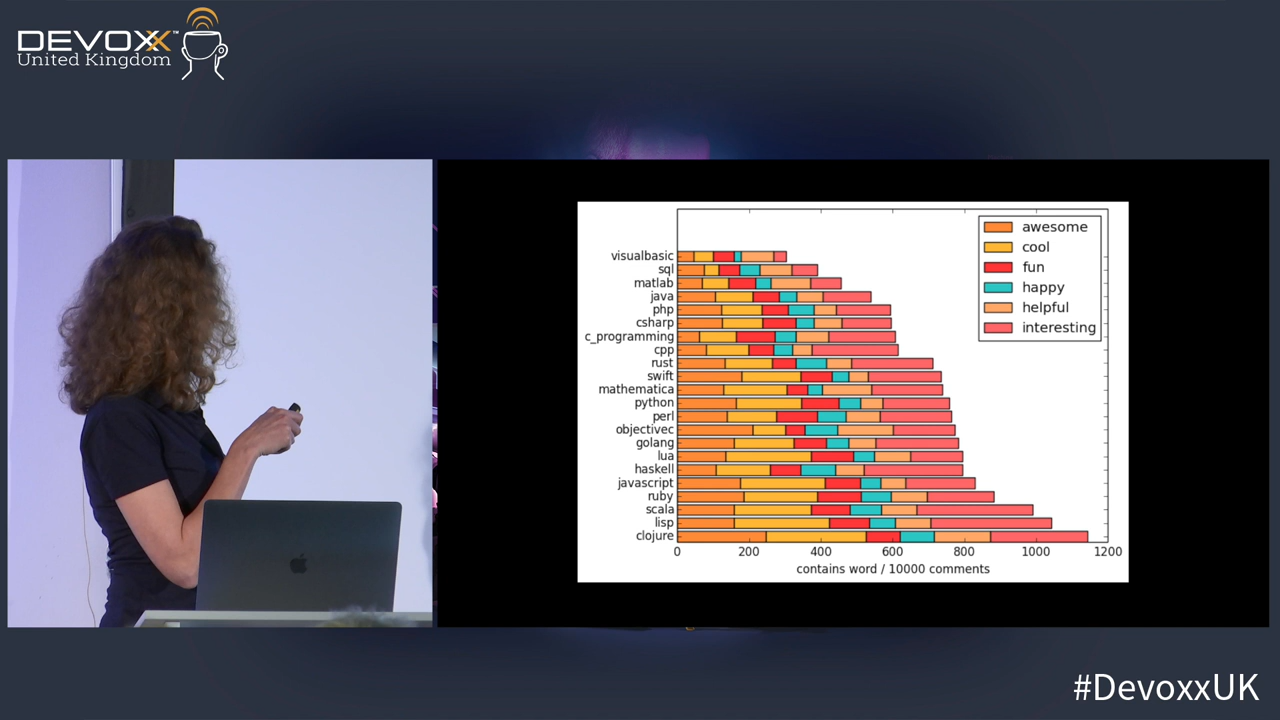 DEVOXX™
United Kingdom
awesome
cool
fun
happy
helpful
interesting
visualbasic
sql
matlab
java
php
csharp
c_programming
cpp
rust
swift
mathematica
python
perl
objectivec
golang
lua
haskell
javascript
ruby
scala
lisp
clojure
0 200 400 600 800 1000 1200
contains word / 10000 comments
#DevoxxUK